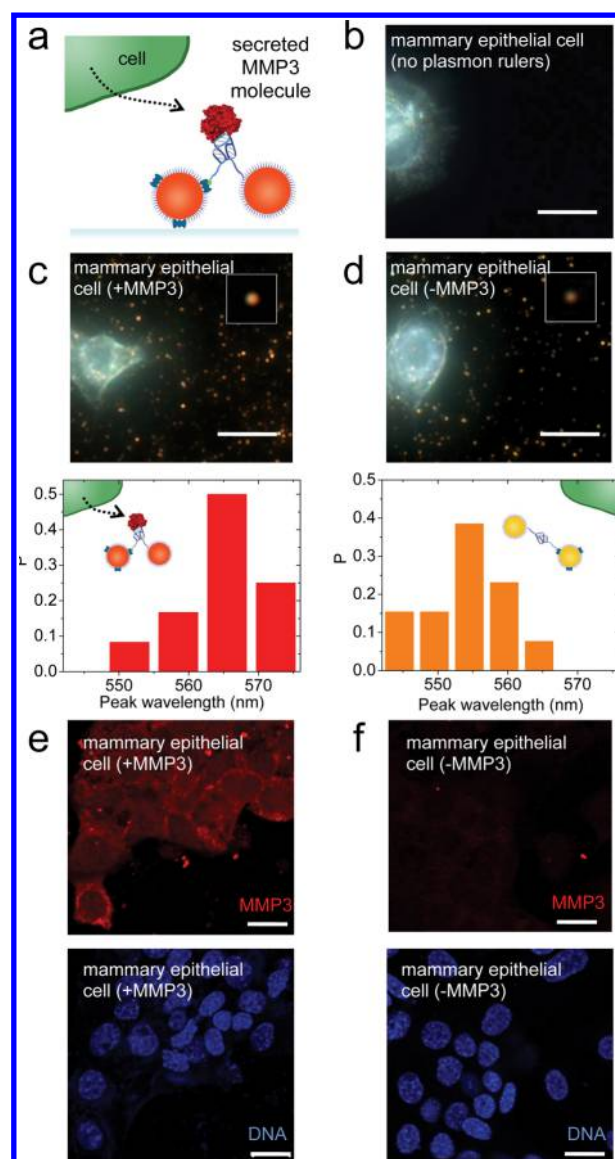 a
cell
secreted
MMP3
molecule
b
mammary epithelial cell
(no plasmon rulers)
c
mammary epithelial
cell (+MMP3)
d
mammary epithelial
cell (-MMP3)
P
0.5
0.4
0.3
0.2
0.1
0.0
550
560
570
Peak wavelength (nm)
P
0.5
0.4
0.3
0.2
0.1
0.0
550
560
570
Peak wavelength (nm)
e
mammary epithelial
cell (+MMP3)
MMP3
f
mammary epithelial
cell (-MMP3)
MMP3
mammary epithelial
cell (+MMP3)
DNA
mammary epithelial
cell (-MMP3)
DNA